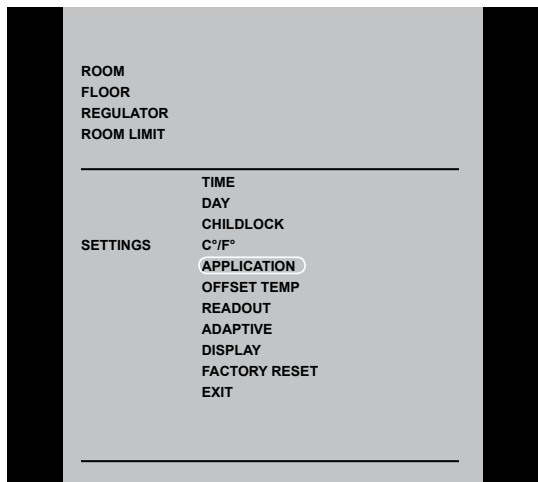 ROOM
FLOOR
REGULATOR
ROOM LIMIT
TIME
DAY
CHILDLOCK
SETTINGS C°/F°
APPLICATION
OFFSET TEMP
READOUT
ADAPTIVE
DISPLAY
FACTORY RESET
EXIT